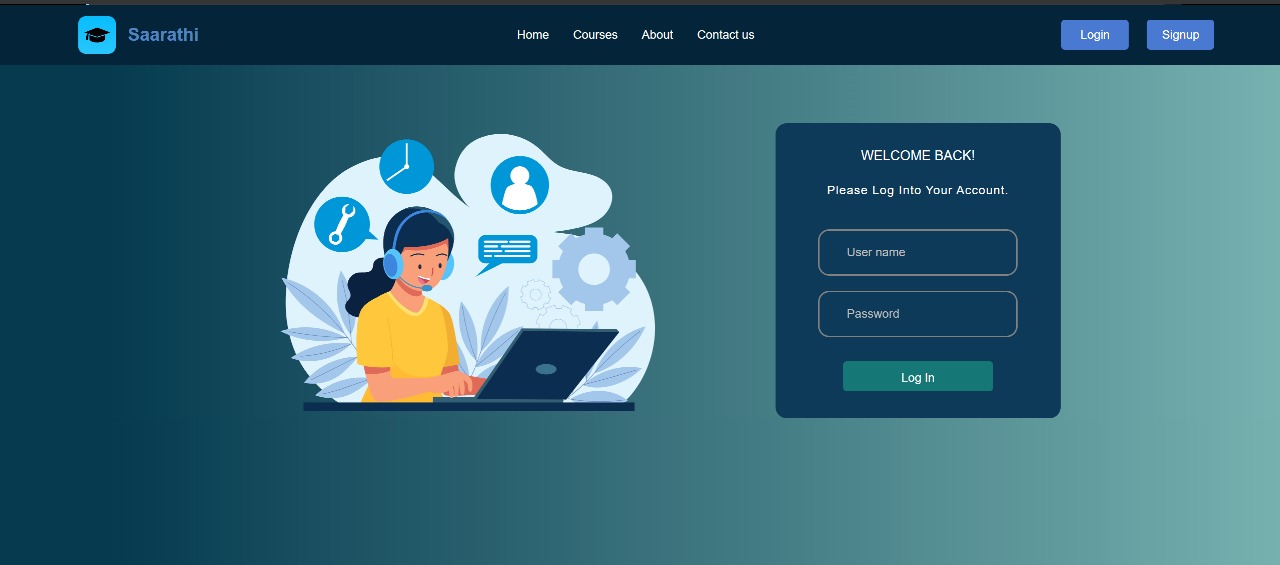 Saarathi
Home Courses About Contact us
Login Signup
WELCOME BACK!
Please Log Into Your Account.
User name
Password
Log In